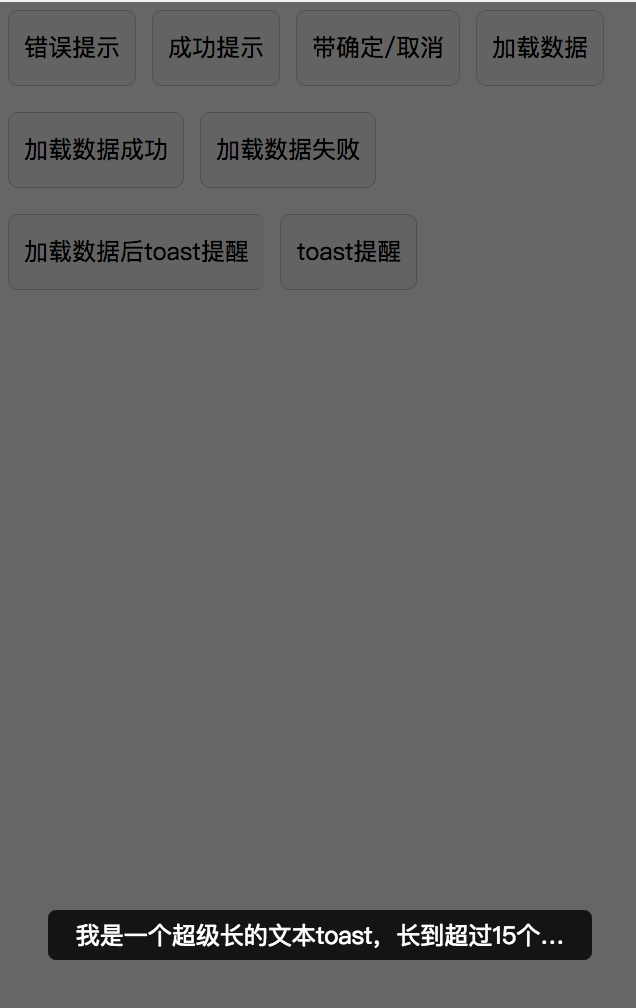 错误提示 成功提示 带确定/取消 加载数据
加载数据成功 加载数据失败
加载数据后toast提醒 toast提醒
我是一个超级长的文本toast，长到超过15个...